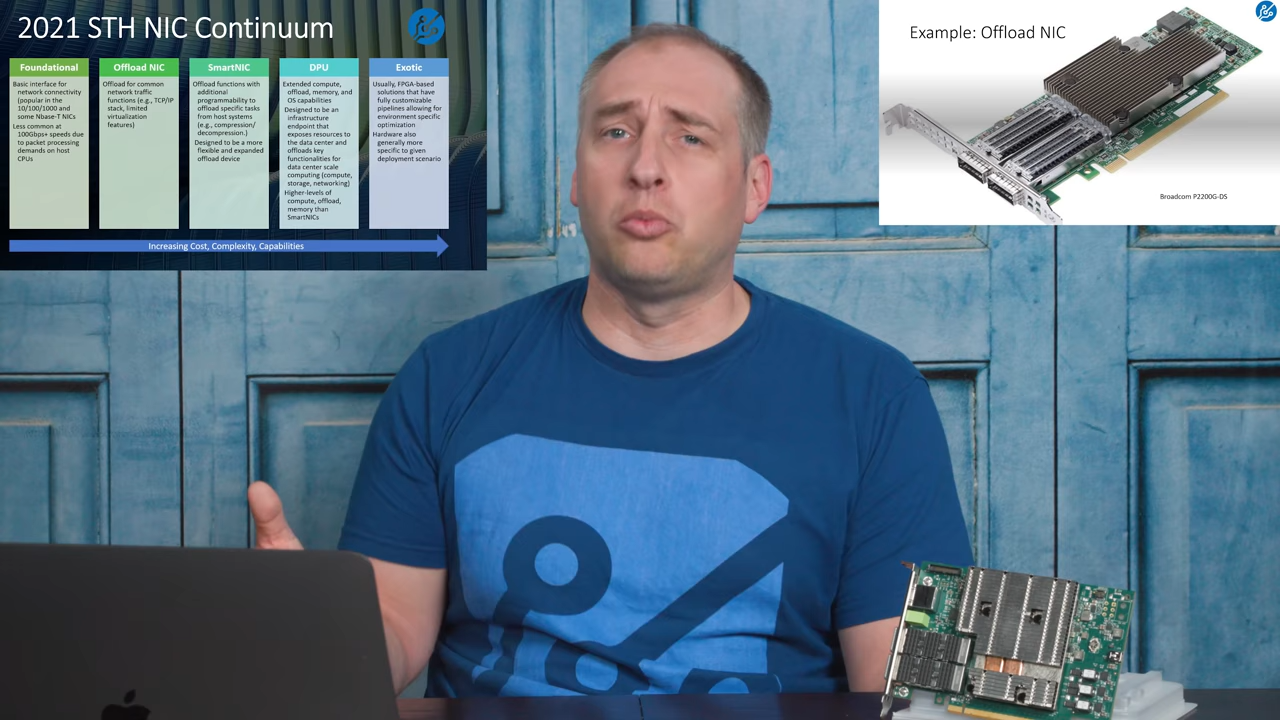 2021 STH NIC Continuum
Foundational
Basic interface for
network connectivity
(popular in the
10/100/1000 and
some Nbase-T NICs
Less common at
100Gbps+ speeds due
to packet processing
demands on host
CPUs
Offload NIC
Offload for common
network traffic
functions (e.g., TCP/IP
stack, limited
virtualization
features)
SmartNIC
Offload functions with
additional
programmability to
offload specific tasks
from host systems
(e.g., compression/
decompression.)
Designed to be a more
flexible and expanded
offload device
DPU
Extended compute,
offload, memory, and
OS capabilities
Designed to be an
infrastructure
endpoint that
exposes resources to
the data center and
offloads key
functionalities for
data center scale
computing (compute,
storage, networking)
Higher-levels of
compute, offload,
memory than
SmartNICs
Exotic
Usually, FPGA-based
solutions that have
fully customizable
pipelines allowing for
environment specific
optimization
Hardware also
generally more
specific to given
deployment scenario
Increasing Cost, Complexity, Capabilities
Example: Offload NIC
Broadcom P2200G-DS